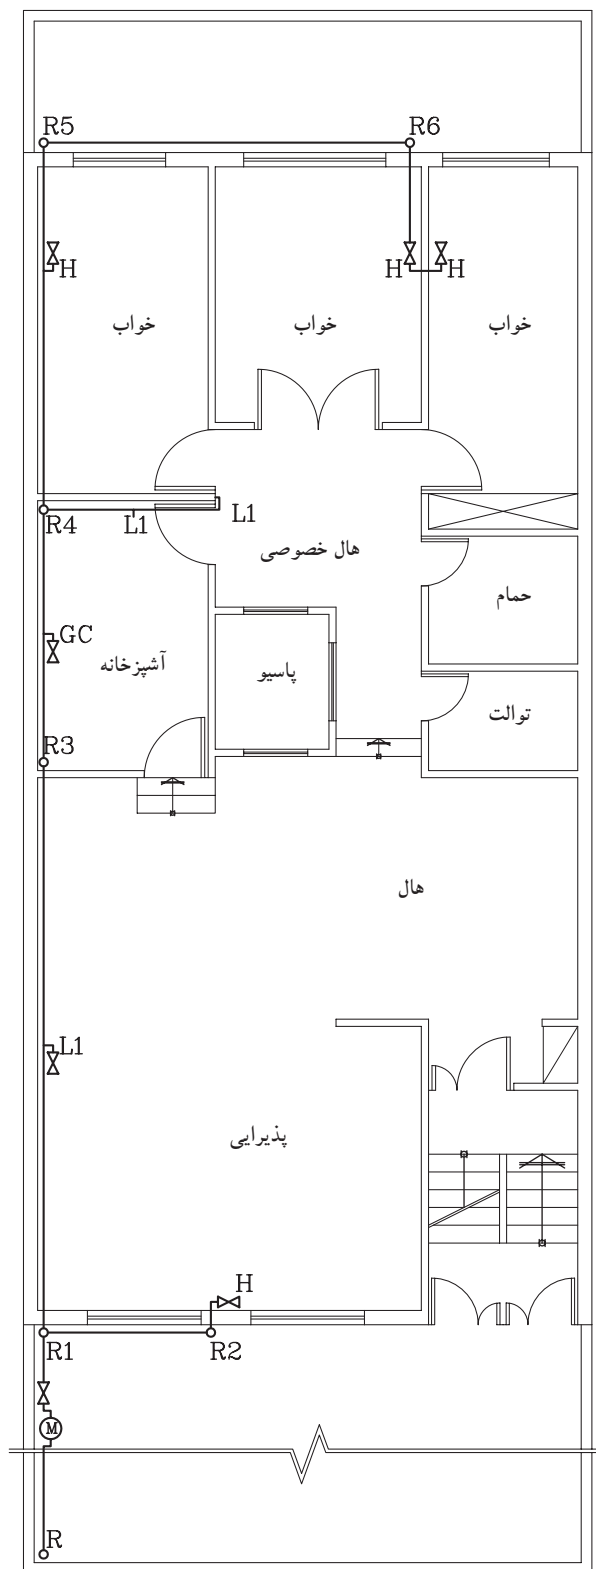 R5 R6
H H H
خواب خواب خواب
R4 L1 L1
هال خصوصی
حمام
GC
آشپزخانه پاسیو
توالت
R3
هال
L1
پذیرایی
H
R1 R2
M
R